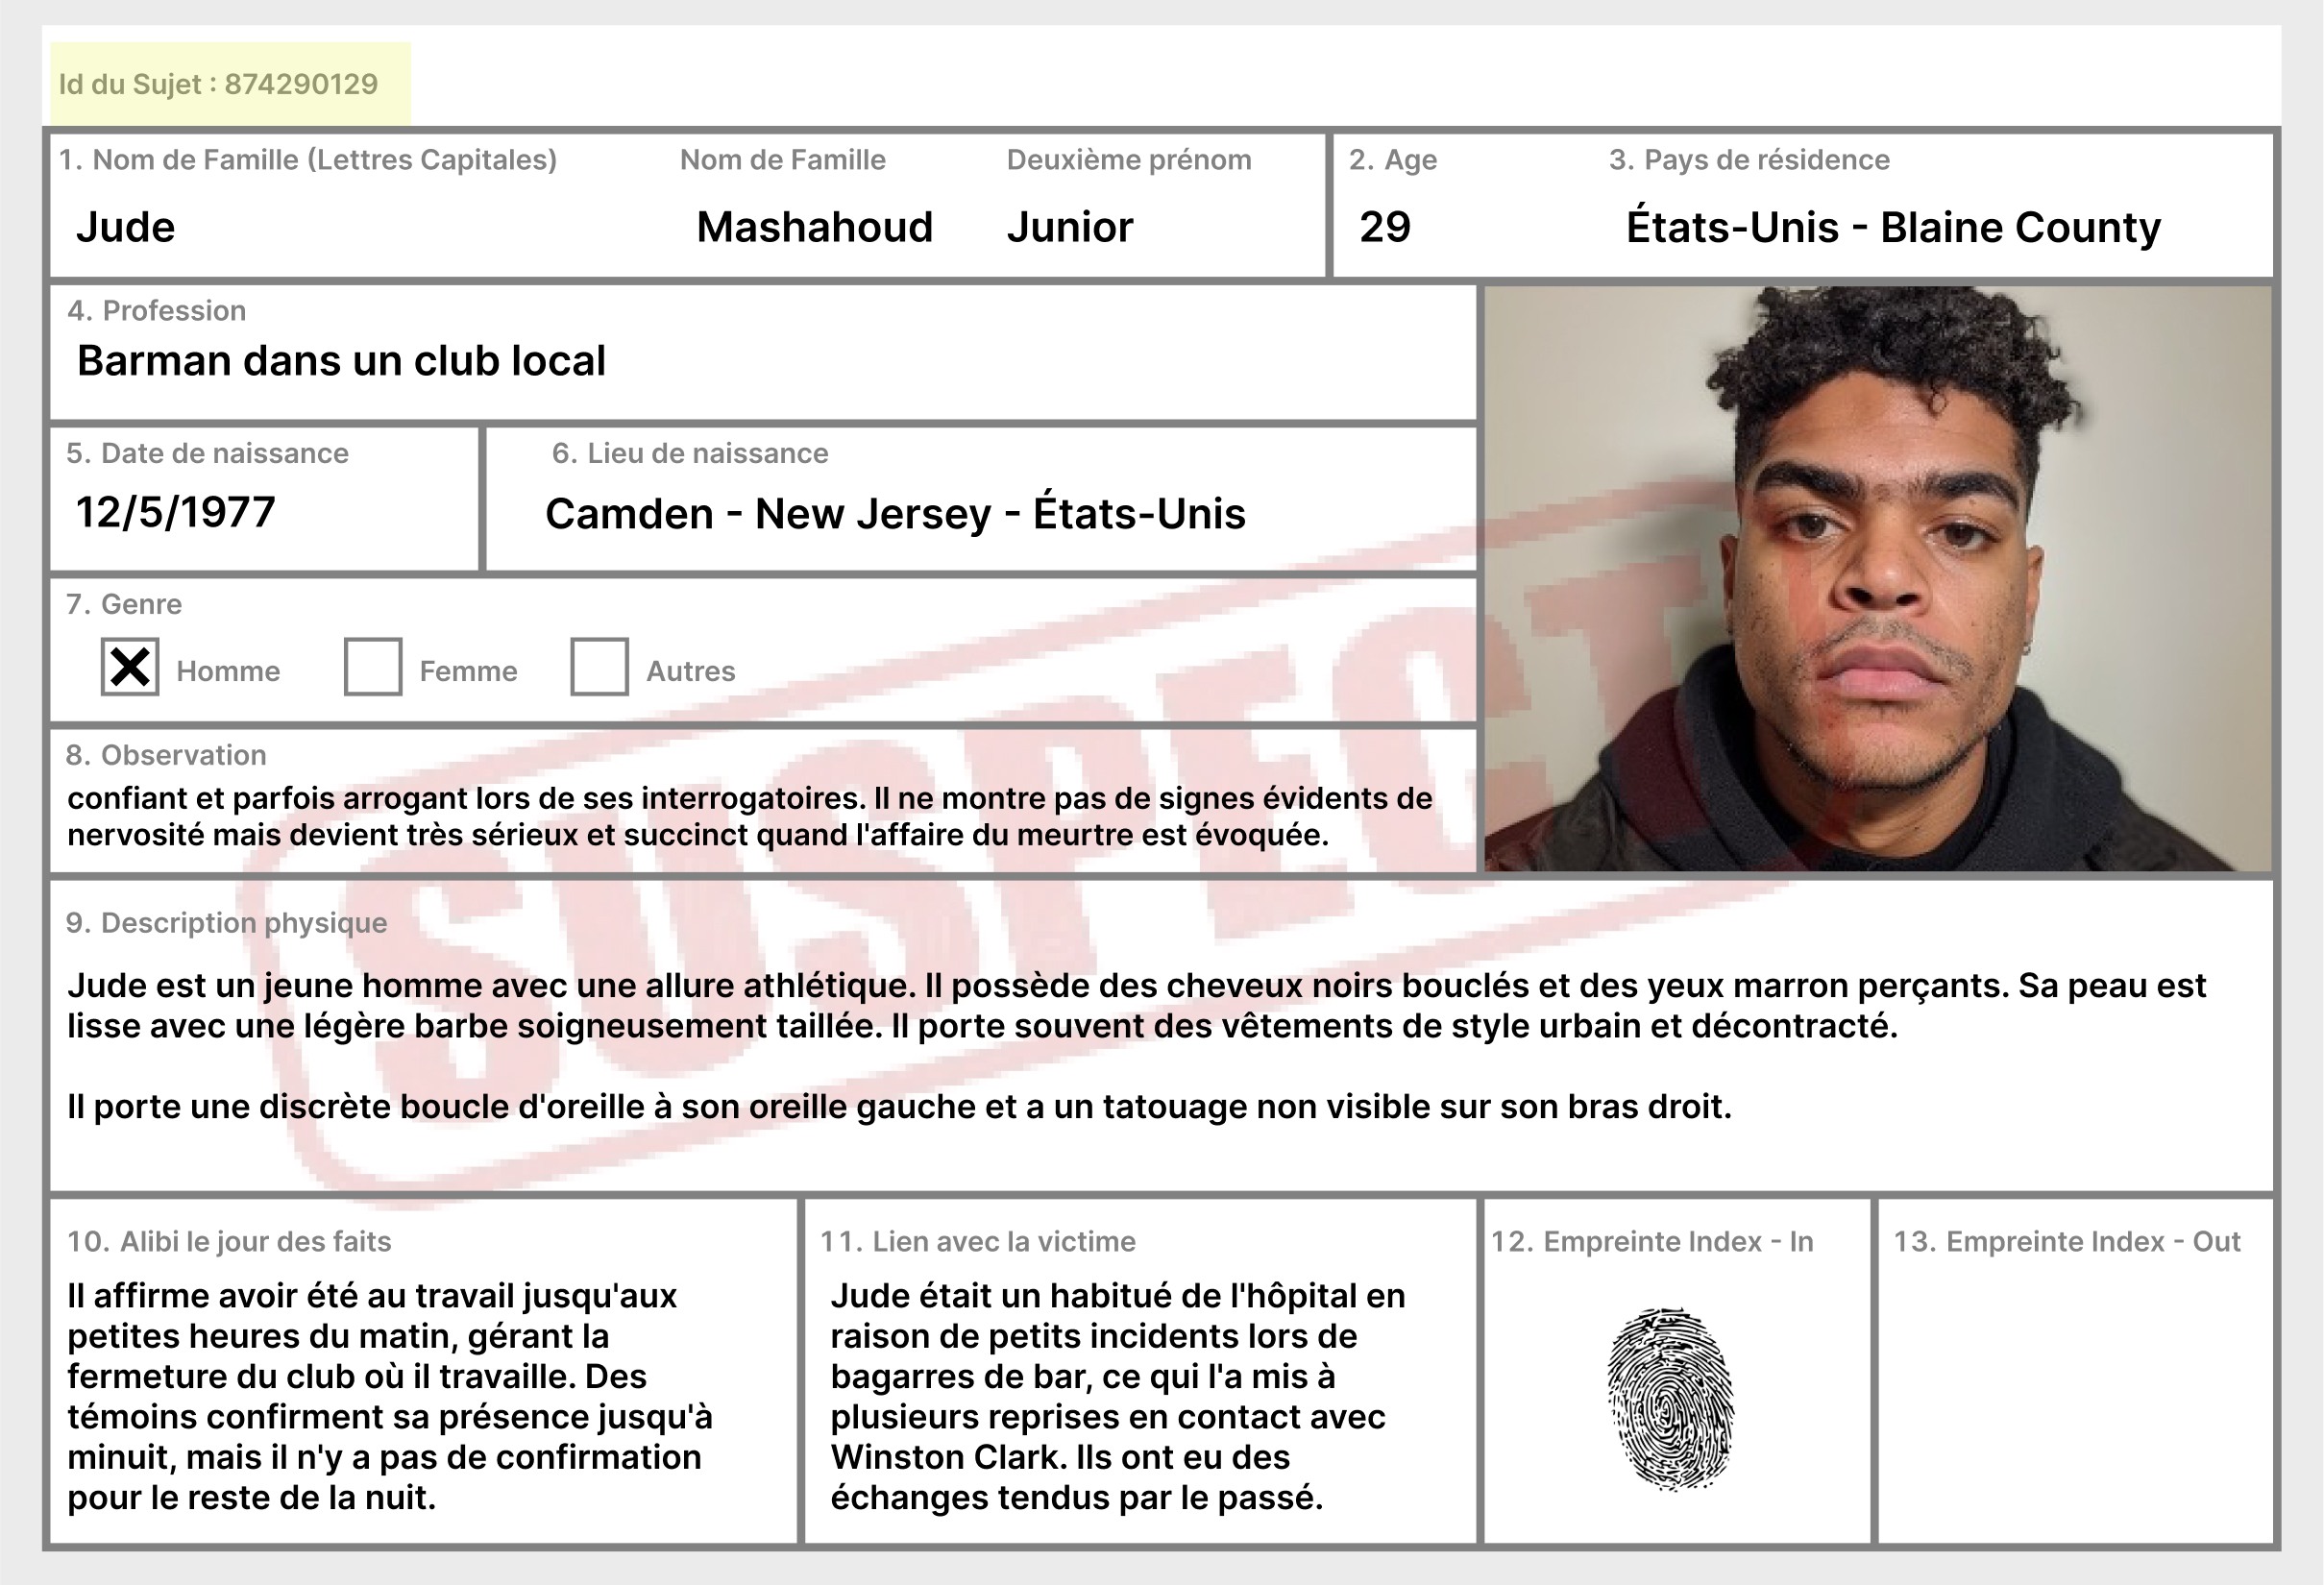 Id du Sujet : 874290129
1. Nom de Famille (Lettres Capitales) Nom de Famille Deuxième prénom 2. Age 3. Pays de résidence
Jude Mashahoud Junior 29 États-Unis - Blaine County
4. Profession
Barman dans un club local
5. Date de naissance 6. Lieu de naissance
12/5/1977 Camden - New Jersey - États-Unis
7. Genre
Homme Femme Autres
8. Observation
confiant et parfois arrogant lors de ses interrogatoires. Il ne montre pas de signes évidents de
nervosité mais devient très sérieux et succinct quand l'affaire du meurtre est évoquée.
SUSPECT
9. Description physique
Jude est un jeune homme avec une allure athlétique. Il possède des cheveux noirs bouclés et des yeux marron perçants. Sa peau est
lisse avec une légère barbe soigneusement taillée. Il porte souvent des vêtements de style urbain et décontracté.
Il porte une discrète boucle d'oreille à son oreille gauche et a un tatouage non visible sur son bras droit.
10. Alibi le jour des faits
Il affirme avoir été au travail jusqu'aux
petites heures du matin, gérant la
fermeture du club où il travaille. Des
témoins confirment sa présence jusqu'à
minuit, mais il n'y a pas de confirmation
pour le reste de la nuit.
11. Lien avec la victime
Jude était un habitué de l'hôpital en
raison de petits incidents lors de
bagarres de bar, ce qui l'a mis à
plusieurs reprises en contact avec
Winston Clark. Ils ont eu des
échanges tendus par le passé.
12. Empreinte Index - In
13. Empreinte Index - Out